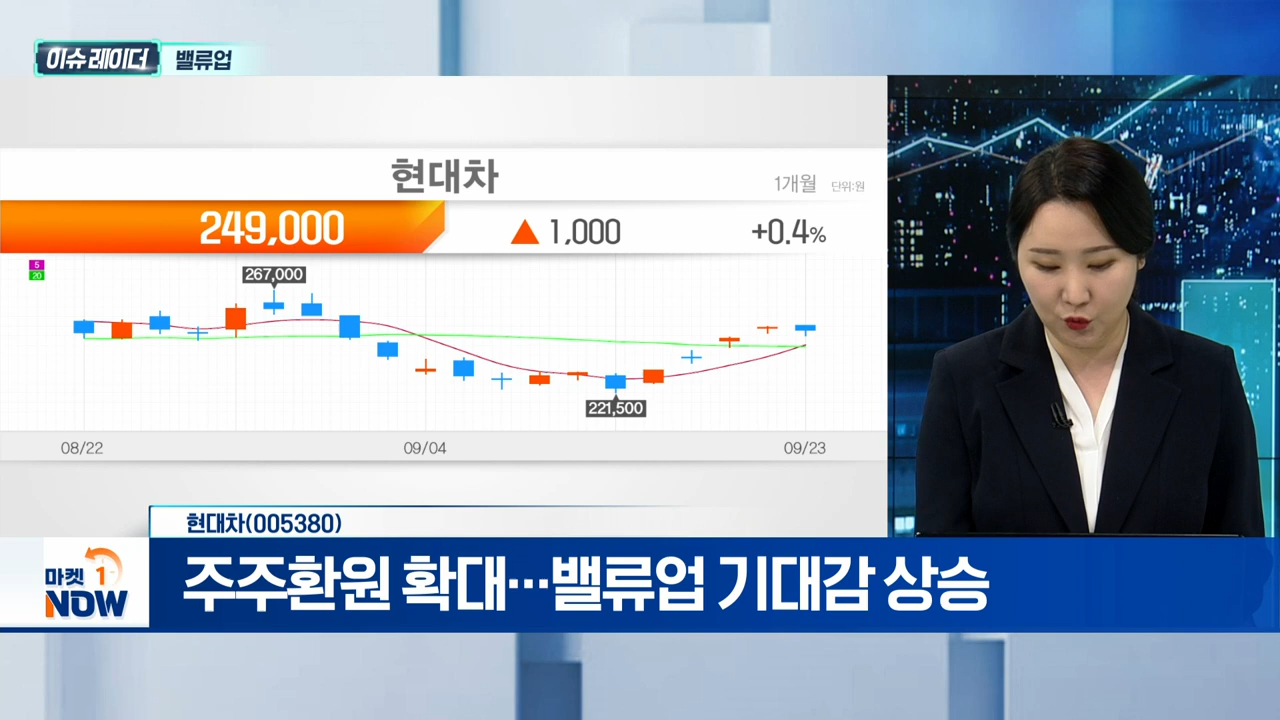 이슈 레이더 밸류업
현대차
1개월 단위:원
249,000 ▲ 1,000 +0.4%
5
20
267,000
221,500
08/22 09/04 09/23
현대차(005380)
마켓 1
NOW
주주환원 확대…밸류업 기대감 상승